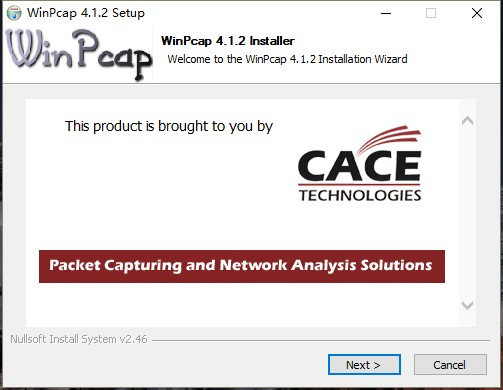 WinPcap 4.1.2 Setup
WinPcap
WinPcap 4.1.2 Installer
Welcome to the WinPcap 4.1.2 Installation Wizard
This product is brought to you by
CACE
TECHNOLOGIES
Packet Capturing and Network Analysis Solutions
Nullsoft Install System v2.46
Next >
Cancel